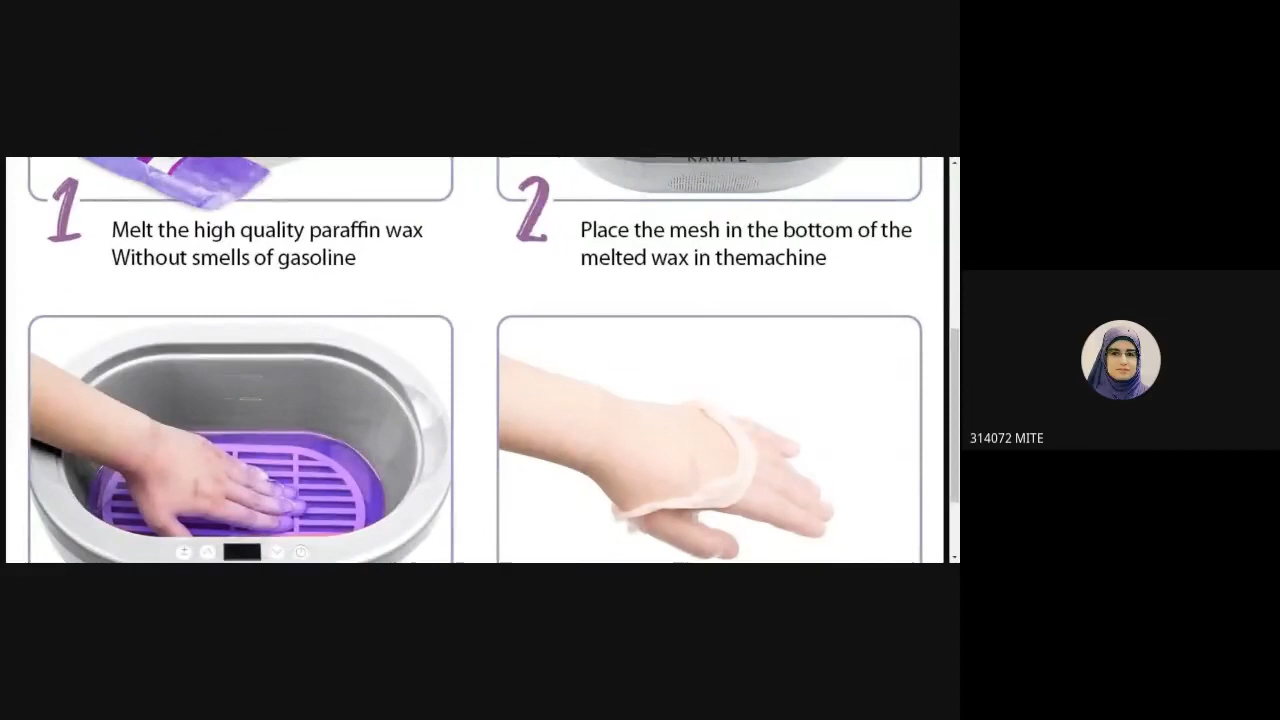 1
Melt the high quality paraffin wax
Without smells of gasoline
2
Place the mesh in the bottom of the
melted wax in themachine
314072 MITE